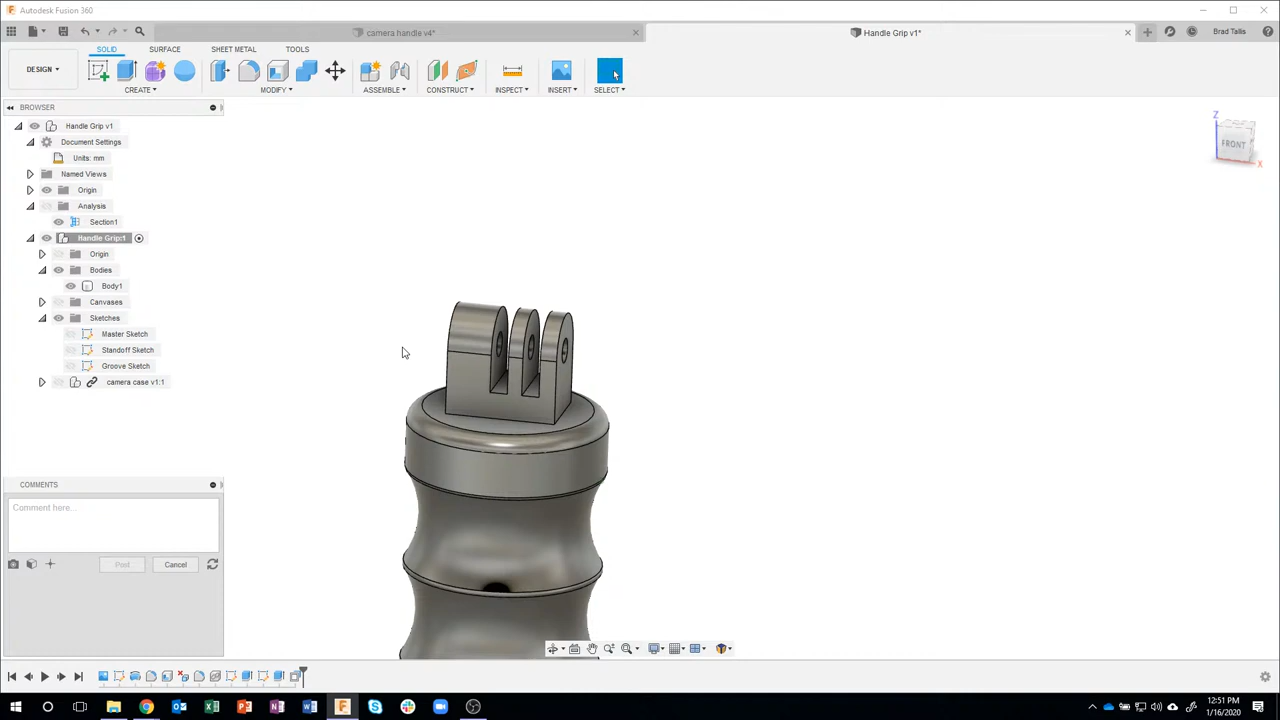 Autodesk Fusion 360
camera handle v4*
Handle Grip v1*
Brad Tallis
DESIGN
SOLID
SURFACE
SHEET METAL
TOOLS
CREATE
MODIFY
ASSEMBLE
CONSTRUCT
INSPECT
INSERT
SELECT
BROWSER
Handle Grip v1
Document Settings
Units: mm
Named Views
Origin
Analysis
Section1
Handle Grip:1
Origin
Bodies
Body1
Canvases
Sketches
Master Sketch
Standoff Sketch
Groove Sketch
camera case v1:1
Z
FRONT
X
COMMENTS
Comment here...
Post
Cancel
12:51 PM
1/16/2020